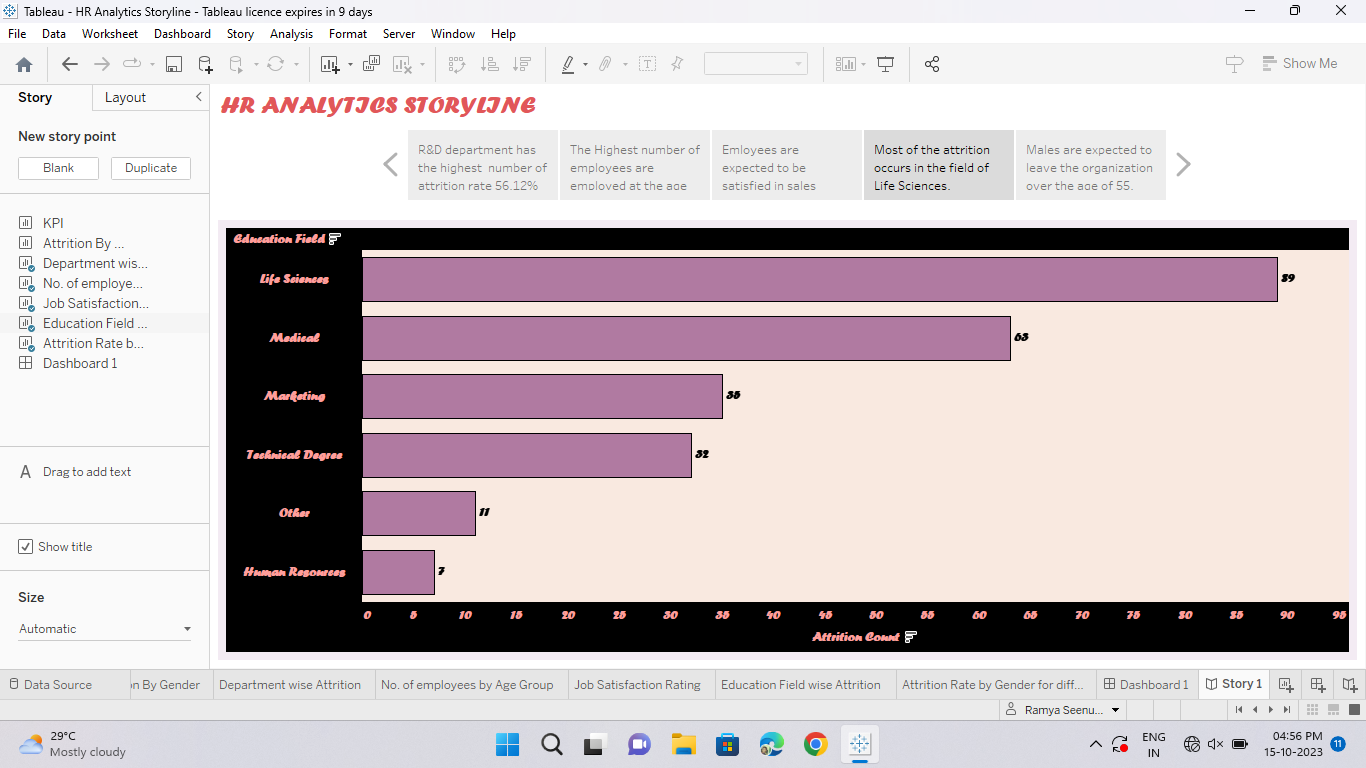 Tableau - HR Analytics Storyline - Tableau licence expires in 9 days
File Data Worksheet Dashboard Story Analysis Format Server Window Help
Show Me
Story Layout
New story point
Blank Duplicate
KPI
Attrition By ...
Department wis...
No. of employe...
Job Satisfaction...
Education Field ...
Attrition Rate b...
Dashboard 1
A Drag to add text
Show title
Size
Automatic
HR ANALYTICS STORYLINE
R&D department has
the highest number of
attrition rate 56.12%
The Highest number of
employees are
employed at the age
Emloyees are
expected to be
satisfied in sales
Most of the attrition
occurs in the field of
Life Sciences.
Males are expected to
leave the organization
over the age of 55.
Education Field
Life Sciences 89
Medical 63
Marketing 35
Technical Degree 32
Other 11
Human Resources 7
0 5 10 15 20 25 30 35 40 45 50 55 60 65 70 75 80 85 90 95
Attrition Count
Data Source n By Gender Department wise Attrition No. of employees by Age Group Job Satisfaction Rating Education Field wise Attrition Attrition Rate by Gender for diff... Dashboard 1 Story 1
Ramya Seenu...
29°C
Mostly cloudy
ENG
IN
04:56 PM
15-10-2023
11